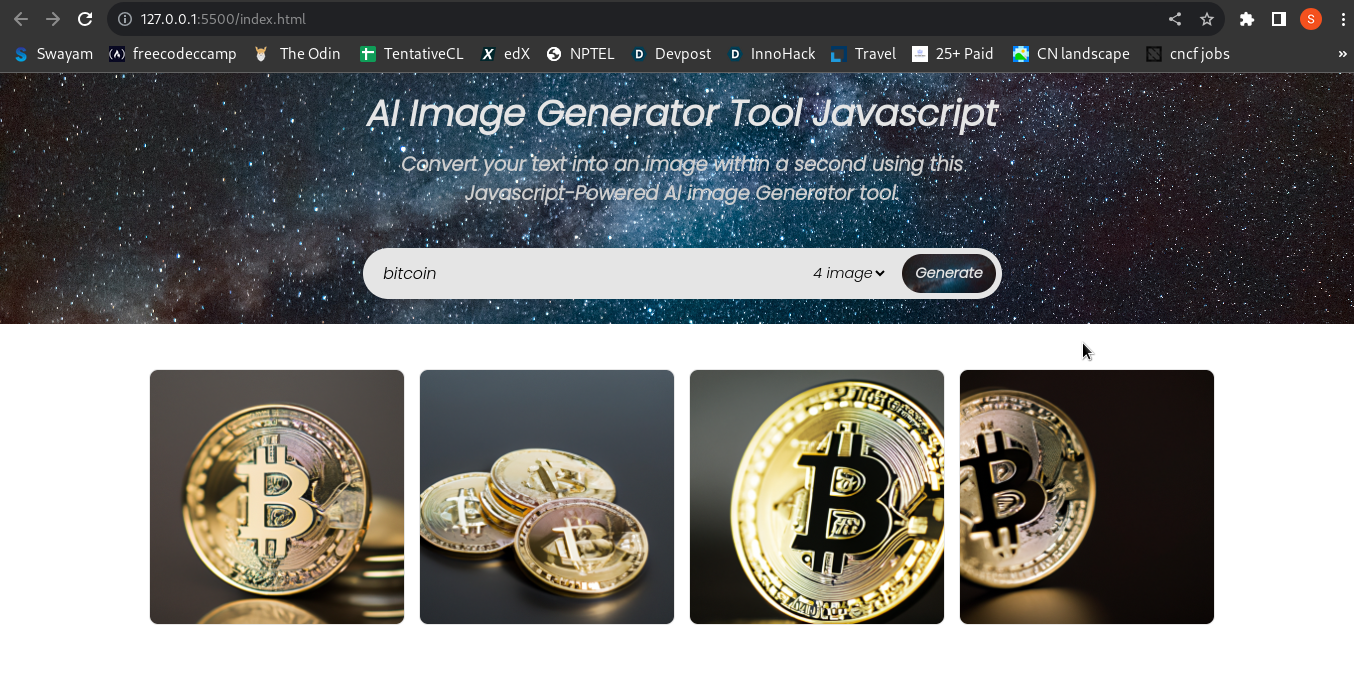 127.0.0.1:5500/index.html
S
Swayam freecodeccamp The Odin TentativeCL edX NPTEL Devpost InnoHack Travel 25+ Paid CN landscape cncf jobs »
AI Image Generator Tool Javascript
Convert your text into an image within a second using this
Javascript-Powered AI image Generator tool.
bitcoin 4 image Generate